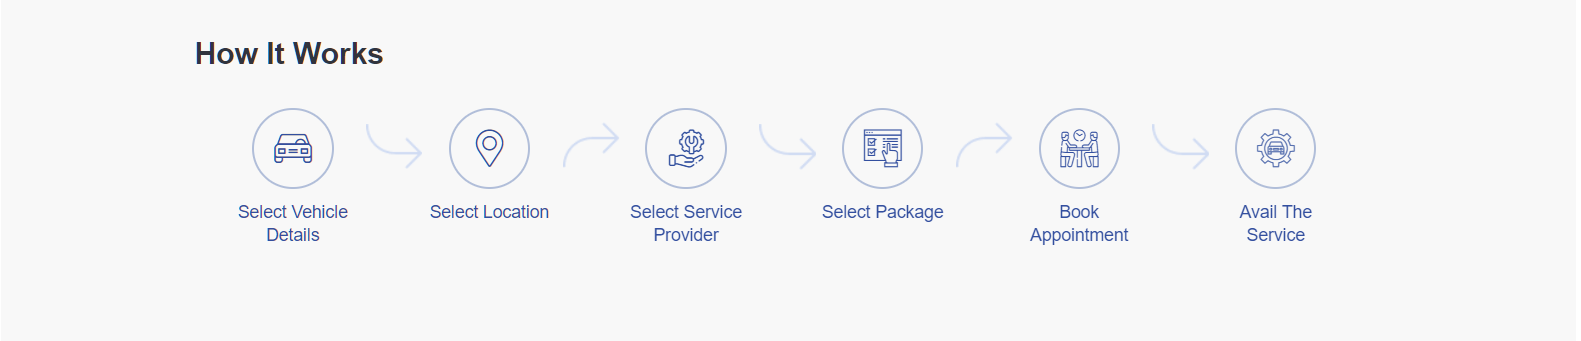 How It Works
Select Vehicle
Details
Select Location
Select Service
Provider
Select Package
Book
Appointment
Avail The
Service